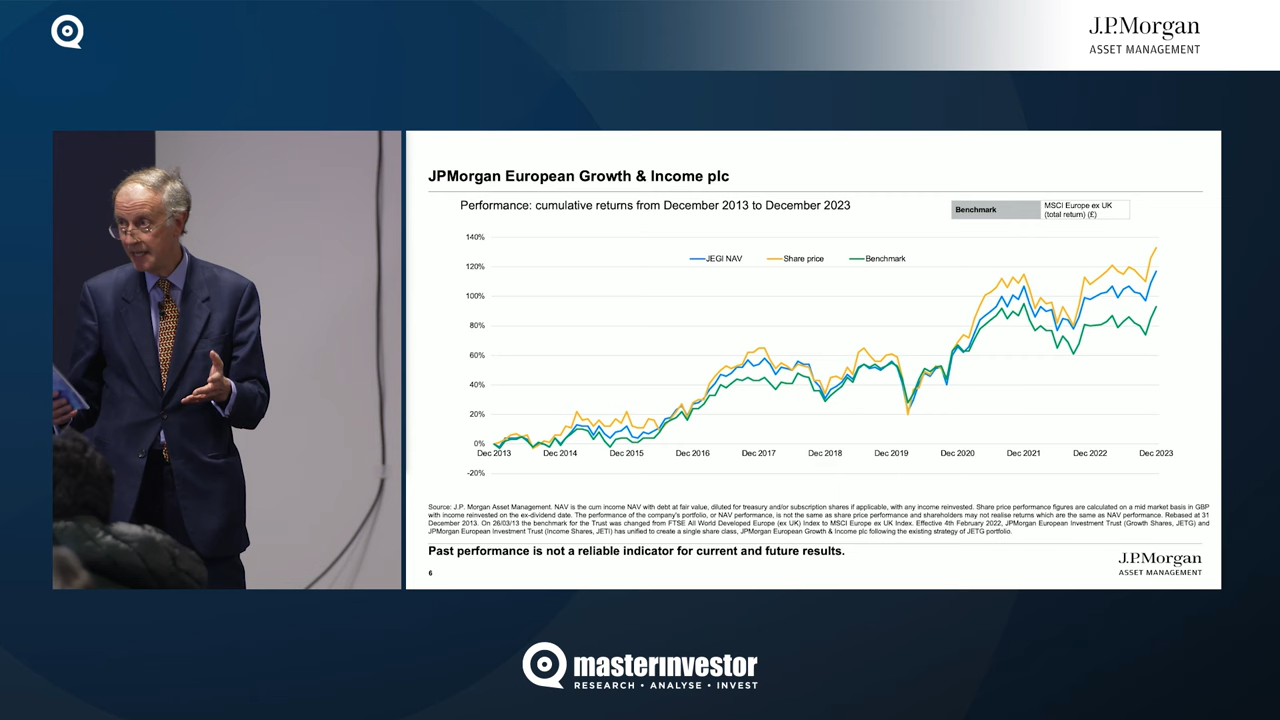 J.P.Morgan
ASSET MANAGEMENT
JPMorgan European Growth & Income plc
Performance: cumulative returns from December 2013 to December 2023
Benchmark
MSCI Europe ex UK
(total return) (£)
140%
JEGI NAV
Share price
Benchmark
120%
100%
80%
60%
40%
20%
0%
Dec 2013 Dec 2014 Dec 2015 Dec 2016 Dec 2017 Dec 2018 Dec 2019 Dec 2020 Dec 2021 Dec 2022 Dec 2023
-20%
Source: J.P. Morgan Asset Management. NAV is the cum income NAV with debt at fair value, diluted for treasury and/or subscription shares if applicable, with any income reinvested. Share price performance figures are calculated on a mid market basis in GBP
with income reinvested on the ex-dividend date. The performance of the company's portfolio, or NAV performance, is not the same as share price performance and shareholders may not realise returns which are the same as NAV performance. Rebased at 31
December 2013. On 26/03/13 the benchmark for the Trust was changed from FTSE All World Developed Europe (ex UK) Index to MSCI Europe ex UK Index. Effective 4th February 2022, JPMorgan European Investment Trust (Growth Shares, JETG) and
JPMorgan European Investment Trust (Income Shares, JETI) has unified to create a single share class, JPMorgan European Growth & Income plc following the existing strategy of JETG portfolio.
Past performance is not a reliable indicator for current and future results.
J.P.Morgan
ASSET MANAGEMENT
6
masterinvestor
RESEARCH • ANALYSE • INVEST